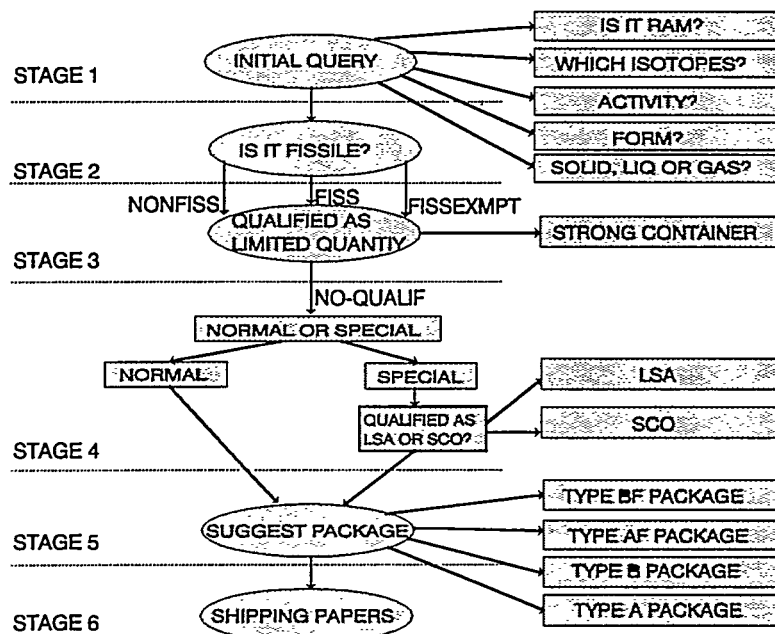 IS IT RAM?
INITIAL QUERY
WHICH ISOTOPES?
STAGE 1
ACTIVITY?
FORM?
IS IT FISSILE?
SOLID, LIQ OR GAS?
STAGE 2
NONFISS
FISS
FISSEXMPT
QUALIFIED AS
LIMITED QUANTIY
STRONG CONTAINER
STAGE 3
NO-QUALIF
NORMAL OR SPECIAL
NORMAL
SPECIAL
LSA
QUALIFIED AS
LSA OR SCO?
SCO
STAGE 4
TYPE BF PACKAGE
SUGGEST PACKAGE
TYPE AF PACKAGE
STAGE 5
TYPE B PACKAGE
SHIPPING PAPERS
TYPE A PACKAGE
STAGE 6